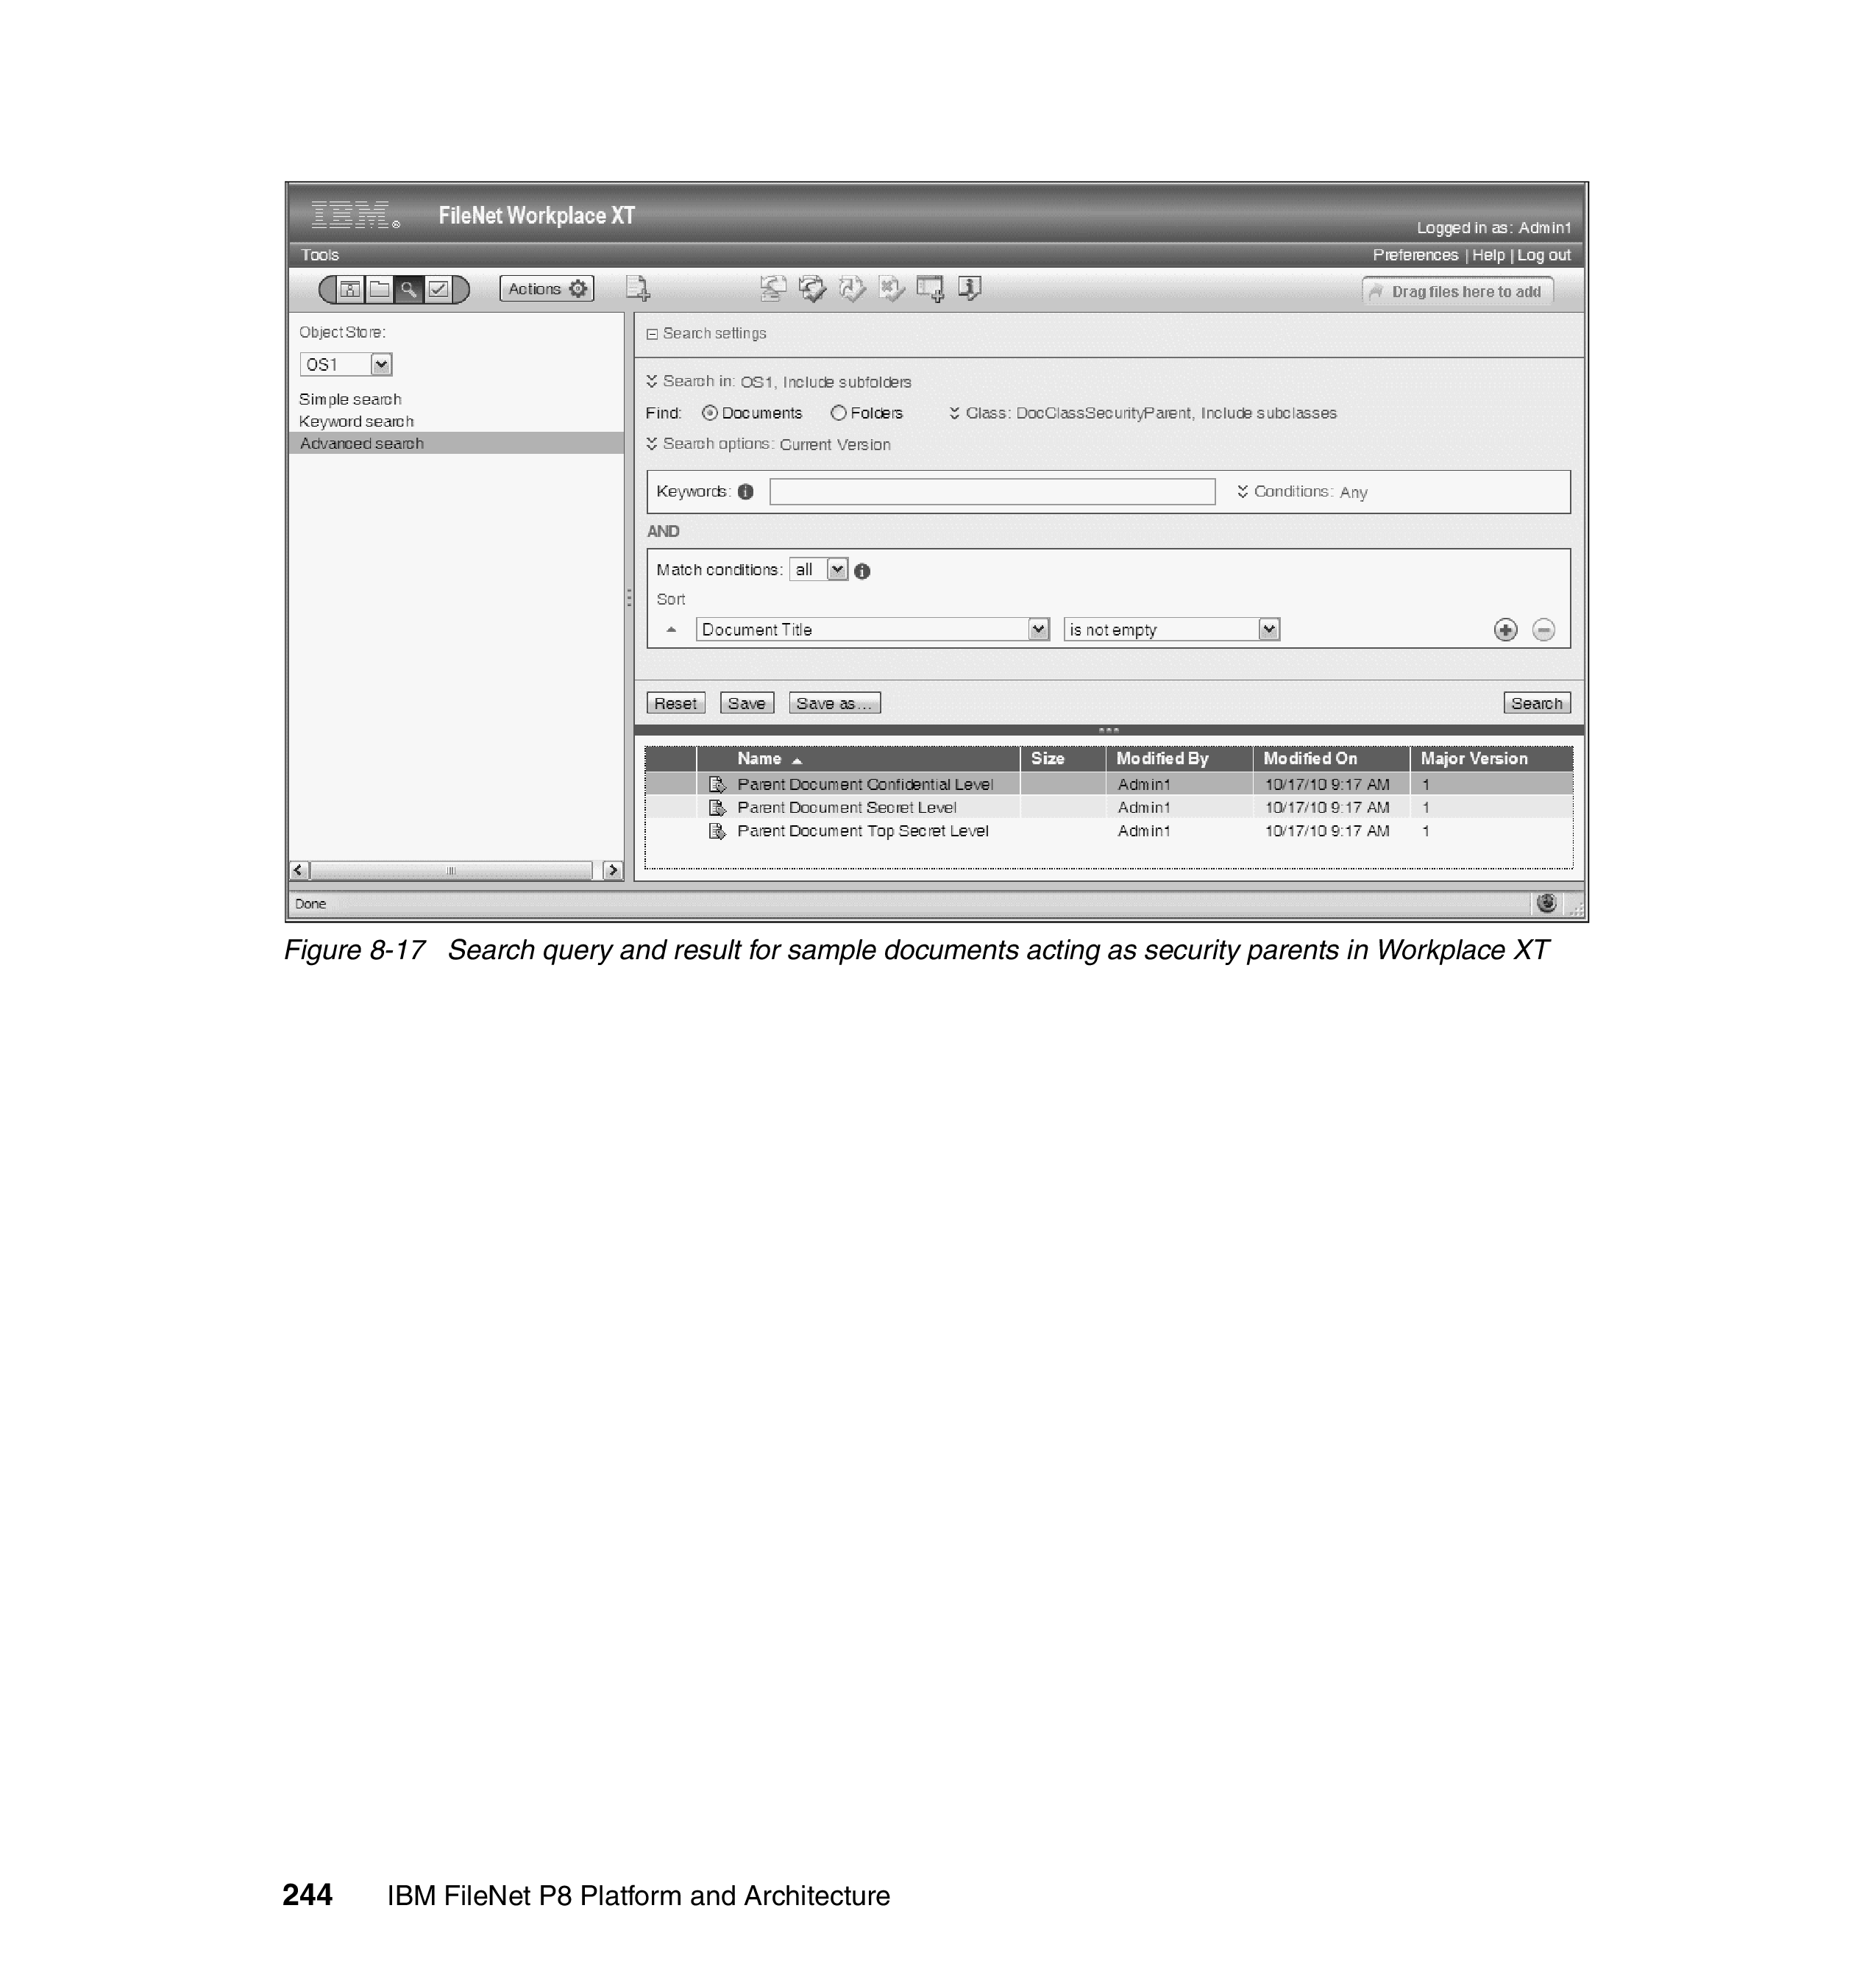 IBM® FileNet Workplace XT
Logged in as: Admin1
Tools Preferences | Help | Log out
Actions Drag files here to add
Object Store:
OS1
Simple search
Keyword search
Advanced search
Search settings
Search in: OS1, Include subfolders
Find: Documents Folders Class: DocClassSecurityParent, Include subclasses
Search options: Current Version
Keywords: Conditions: Any
AND
Match conditions: all
Sort
Document Title is not empty
Reset Save Save as... Search
Name Size Modified By Modified On Major Version
Parent Document Confidential Level Admin1 10/17/10 9:17 AM 1
Parent Document Secret Level Admin1 10/17/10 9:17 AM 1
Parent Document Top Secret Level Admin1 10/17/10 9:17 AM 1
Done
Figure 8-17 Search query and result for sample documents acting as security parents in Workplace XT
244 IBM FileNet P8 Platform and Architecture